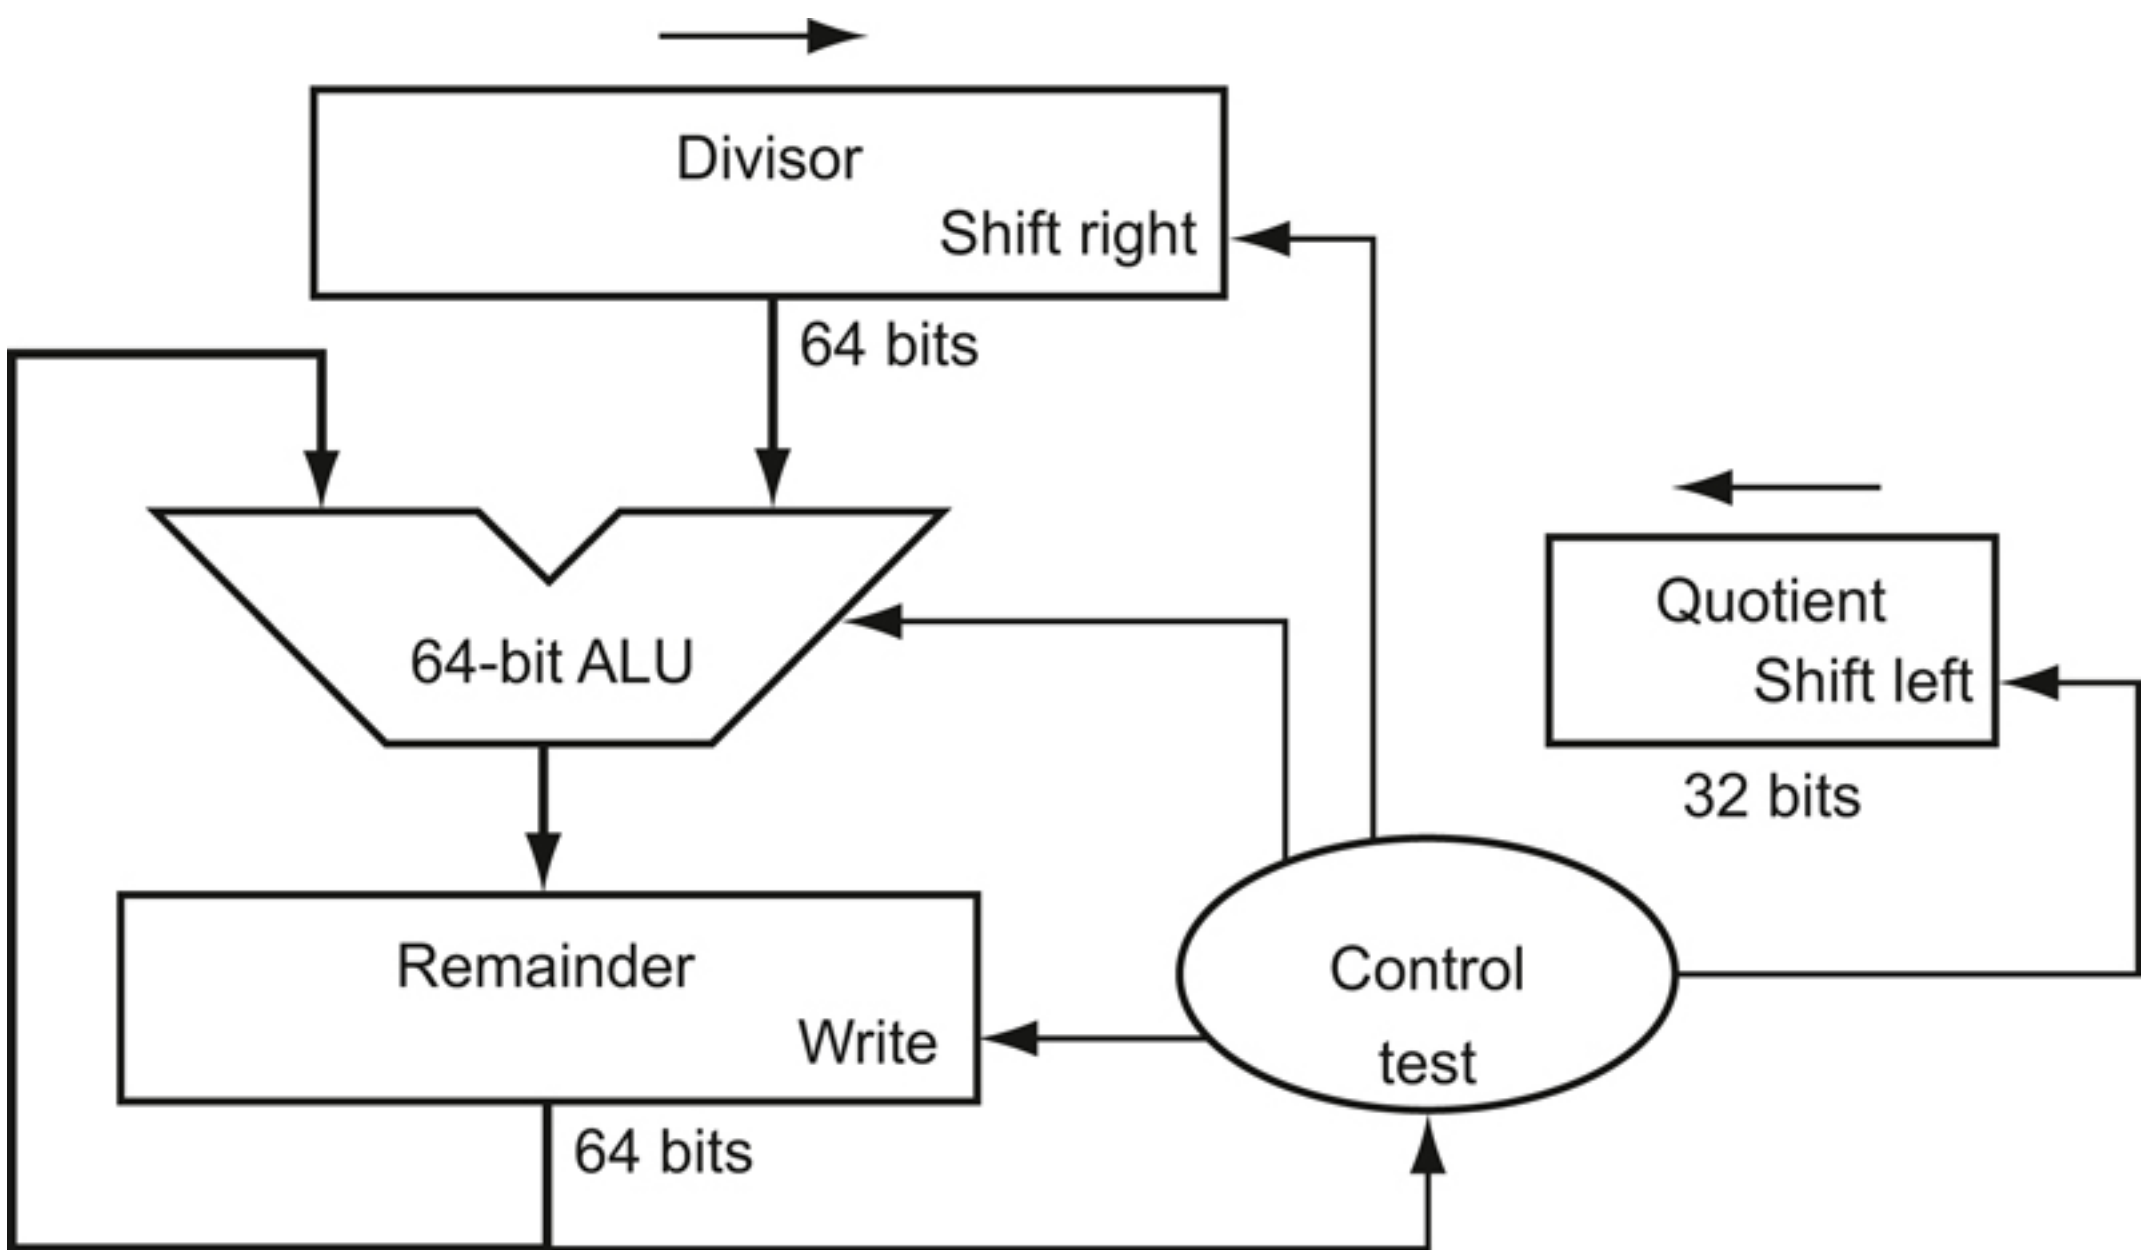 Divisor
Shift right
64 bits
64-bit ALU
Quotient
Shift left
32 bits
Remainder
Write
Control
test
64 bits